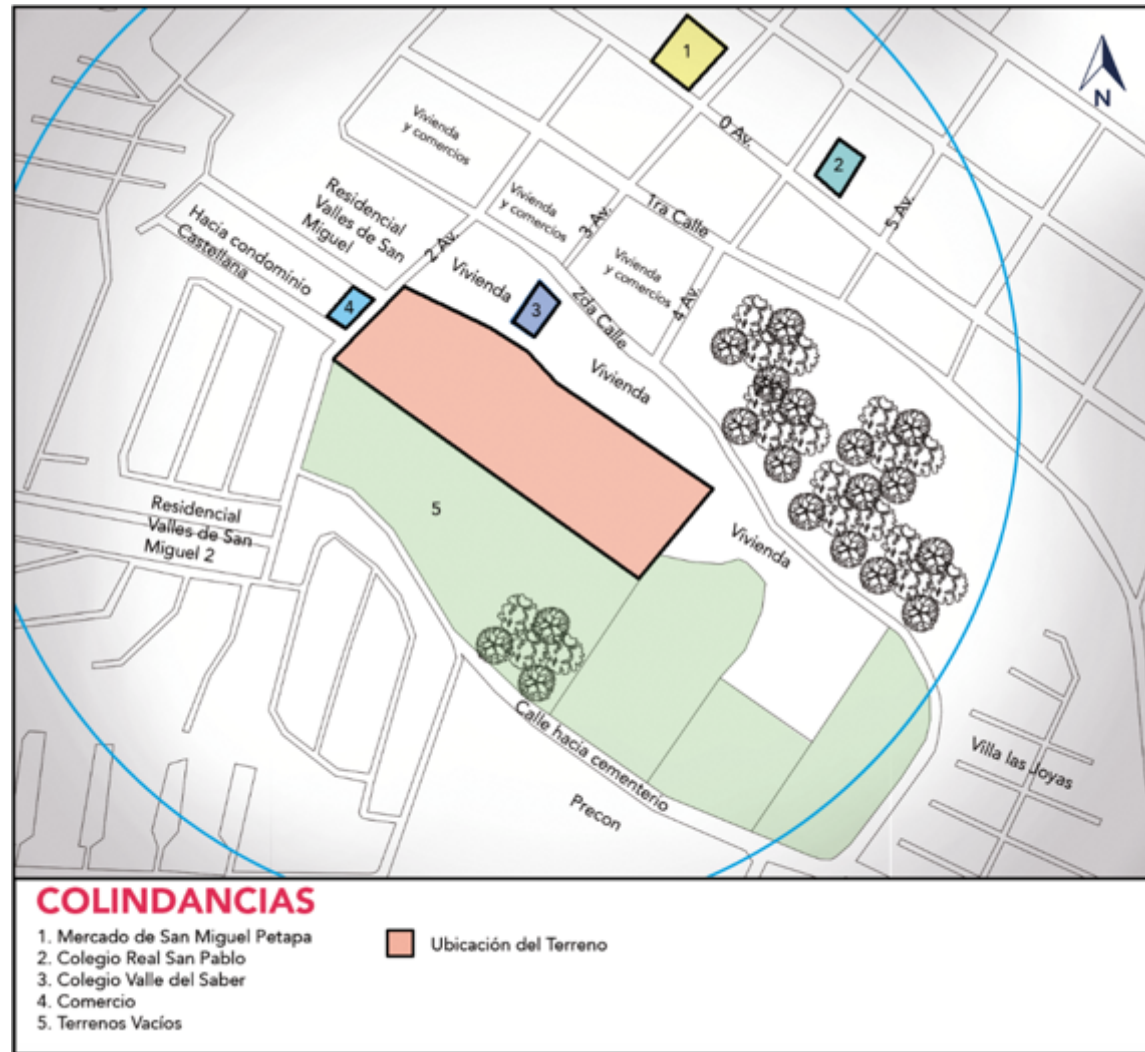 1
N
0 Av.
2
Vivienda
y comercios
5 Av.
Residencial
Valles de San
Miguel
Vivienda
y comercios
3 Av.
1ra Calle
Hacia condominio
Castellana
2 Av.
Vivienda
y comercios
Vivienda
4
3
2da Calle
4 Av.
Vivienda
5
Residencial
Valles de San
Miguel 2
Vivienda
Calle hacia cementerio
Villa las Joyas
Precon
COLINDANCIAS
1. Mercado de San Miguel Petapa
2. Colegio Real San Pablo
3. Colegio Valle del Saber
4. Comercio
5. Terrenos Vacíos
Ubicación del Terreno